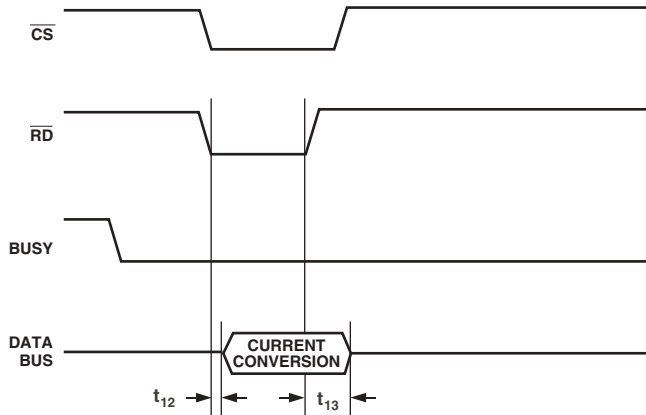 CS
RD
BUSY
DATA
BUS
CURRENT
CONVERSION
t12
t13